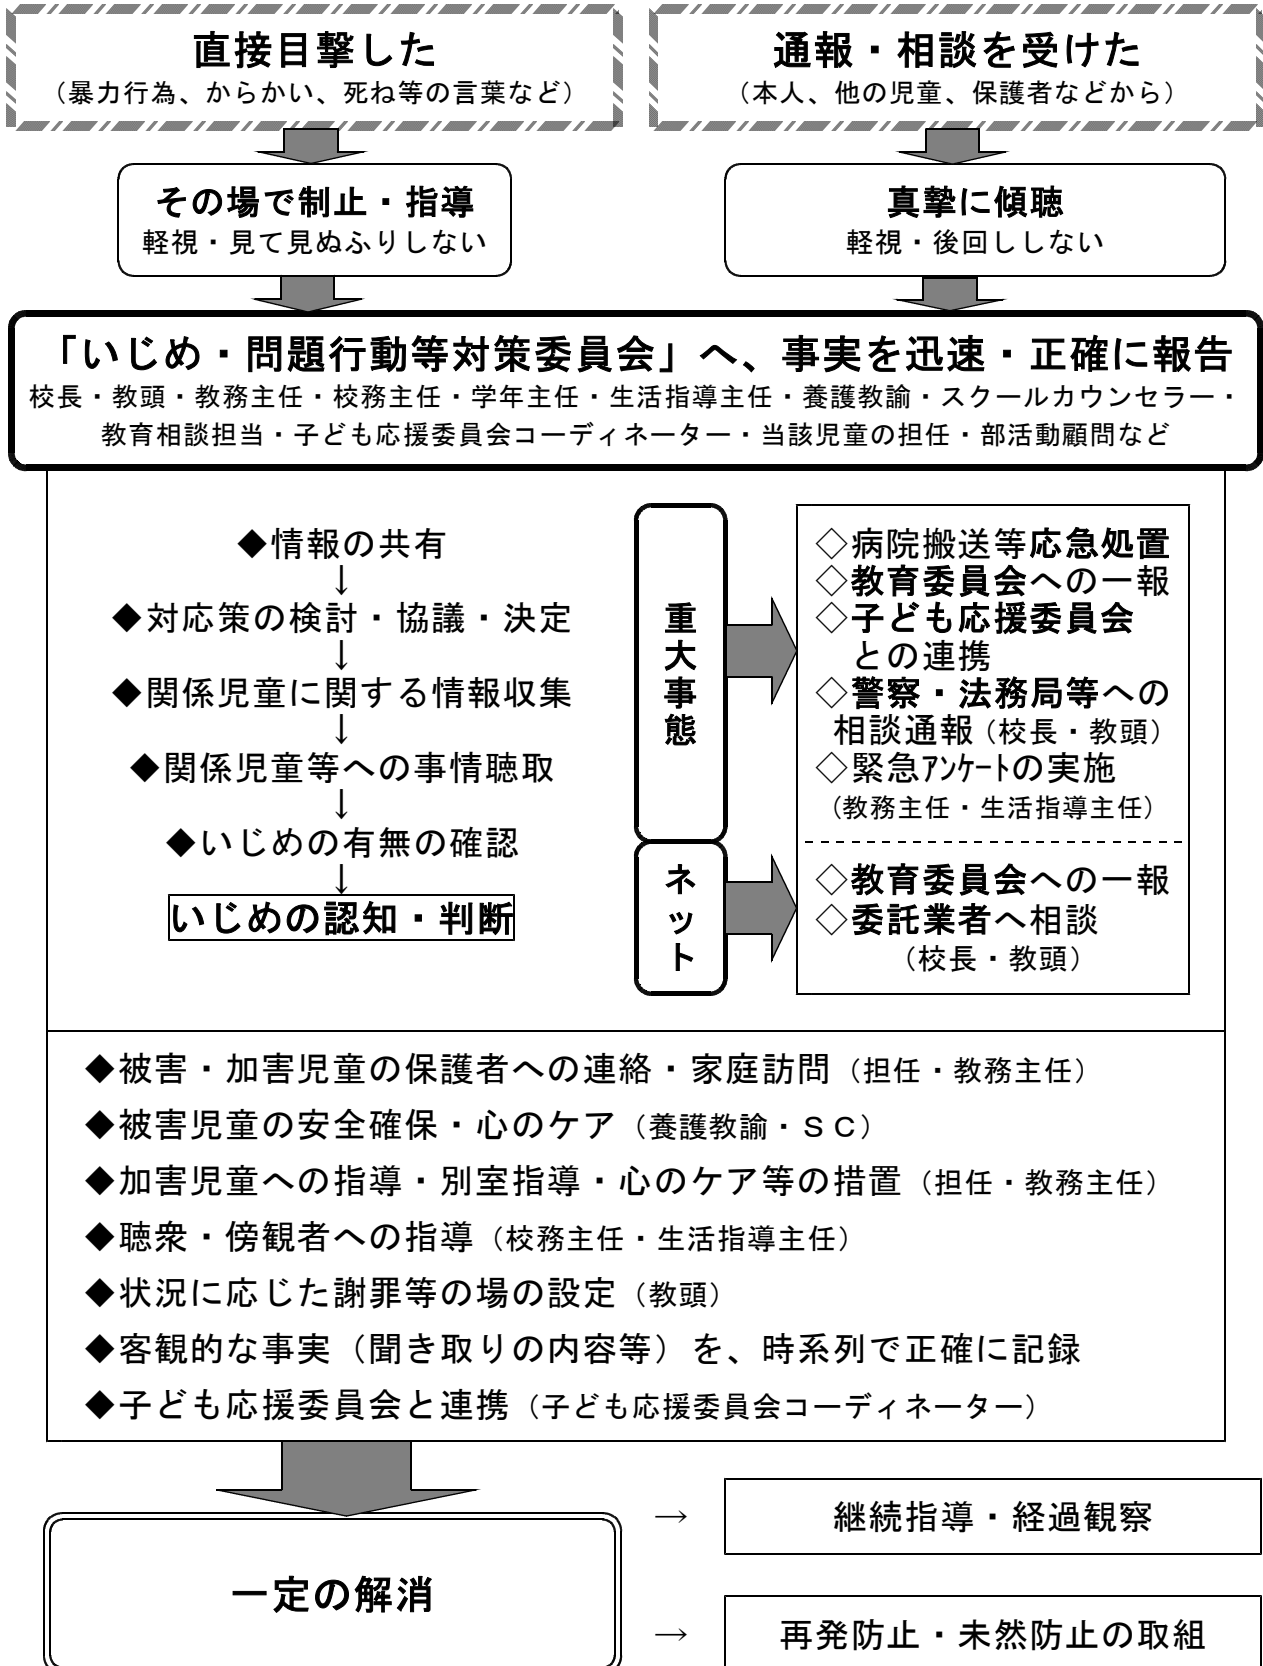 直接目撃した
（暴力行為、からかい、死ね等の言葉など）
通報・相談を受けた
（本人、他の児童、保護者などから）
その場で制止・指導
軽視・見て見ぬふりしない
真摯に傾聴
軽視・後回ししない
「いじめ・問題行動等対策委員会」へ、事実を迅速・正確に報告
校長・教頭・教務主任・校務主任・学年主任・生活指導主任・養護教諭・スクールカウンセラー・
教育相談担当・子ども応援委員会コーディネーター・当該児童の担任・部活動顧問など
◆情報の共有
↓
◆対応策の検討・協議・決定
↓
◆関係児童に関する情報収集
↓
◆関係児童等への事情聴取
↓
◆いじめの有無の確認
↓
いじめの認知・判断
重大事態
◇病院搬送等応急処置
◇教育委員会への一報
◇子ども応援委員会
との連携
◇警察・法務局等への
相談通報（校長・教頭）
◇緊急ｱﾝｹｰﾄの実施
（教務主任・生活指導主任）
ネット
◇教育委員会への一報
◇委託業者へ相談
（校長・教頭）
◆被害・加害児童の保護者への連絡・家庭訪問（担任・教務主任）
◆被害児童の安全確保・心のケア（養護教諭・ＳＣ）
◆加害児童への指導・別室指導・心のケア等の措置（担任・教務主任）
◆聴衆・傍観者への指導（校務主任・生活指導主任）
◆状況に応じた謝罪等の場の設定（教頭）
◆客観的な事実（聞き取りの内容等）を、時系列で正確に記録
◆子ども応援委員会と連携（子ども応援委員会コーディネーター）
一定の解消
→
継続指導・経過観察
→
再発防止・未然防止の取組